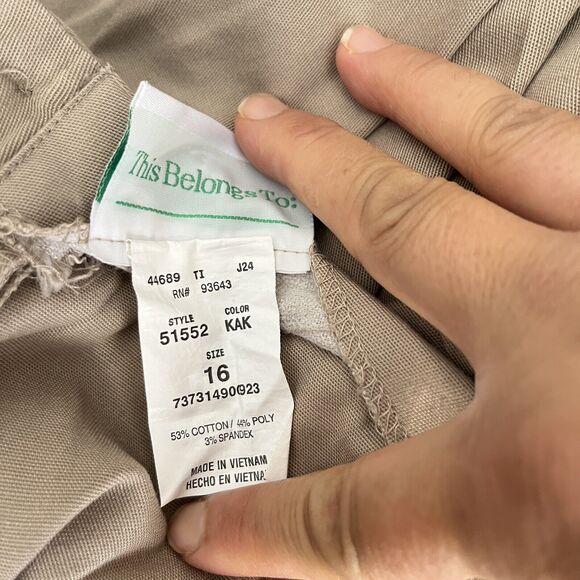 This Belongs To:
44689 TI J24
RN# 93643
STYLE COLOR
51552 KAK
SIZE
16
737314900923
53% COTTON / 44% POLY
3% SPANDEX
MADE IN VIETNAM
HECHO EN VIETNA